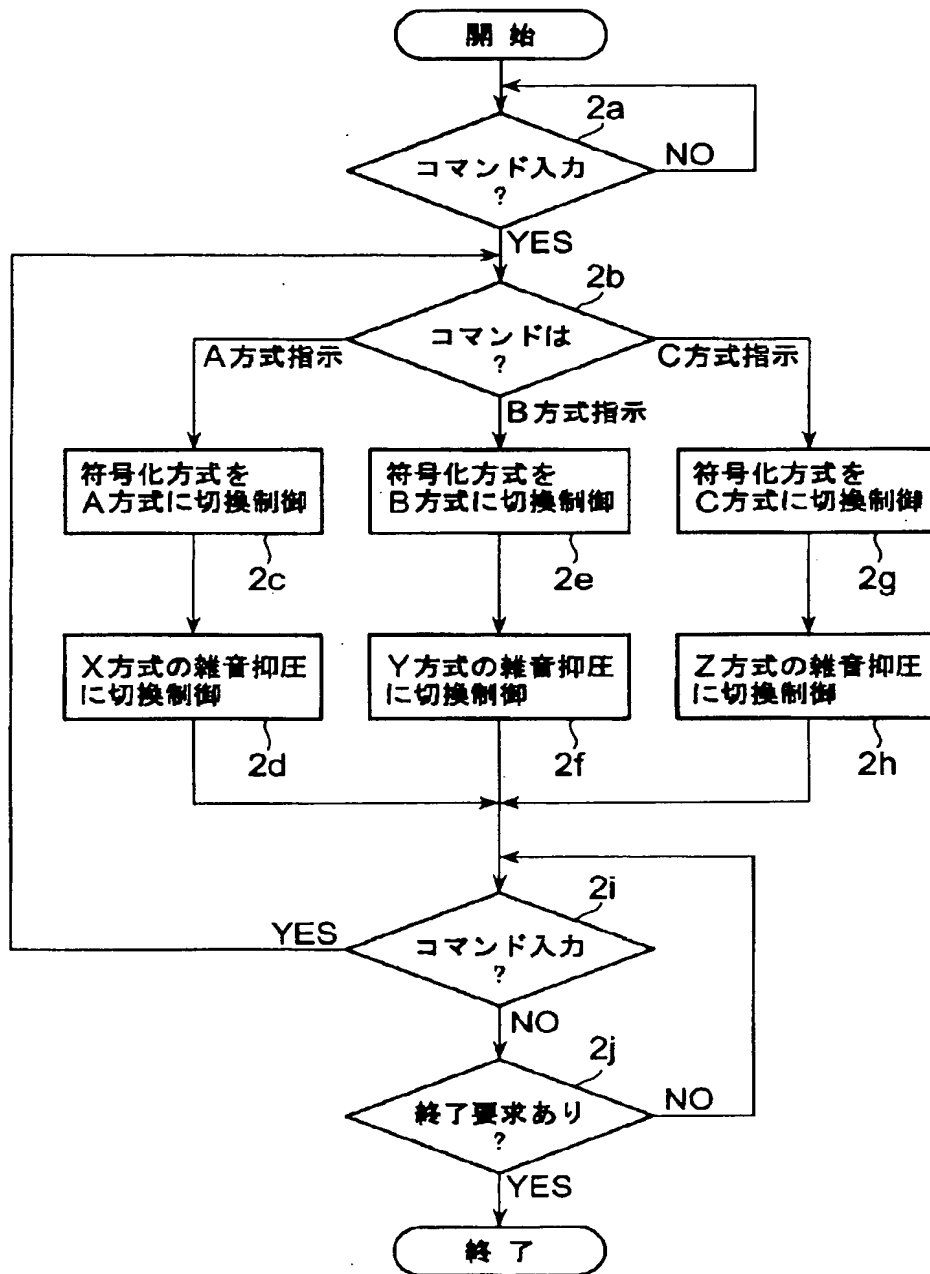 開始
2a
コマンド入力
?
NO
YES
2b
コマンドは
?
A方式指示
C方式指示
B方式指示
符号化方式を
A方式に切換制御
符号化方式を
B方式に切換制御
符号化方式を
C方式に切換制御
2c
2e
2g
X方式の雑音抑圧
に切換制御
Y方式の雑音抑圧
に切換制御
Z方式の雑音抑圧
に切換制御
2d
2f
2h
2i
YES
コマンド入力
?
NO
2j
終了要求あり
?
NO
YES
終了